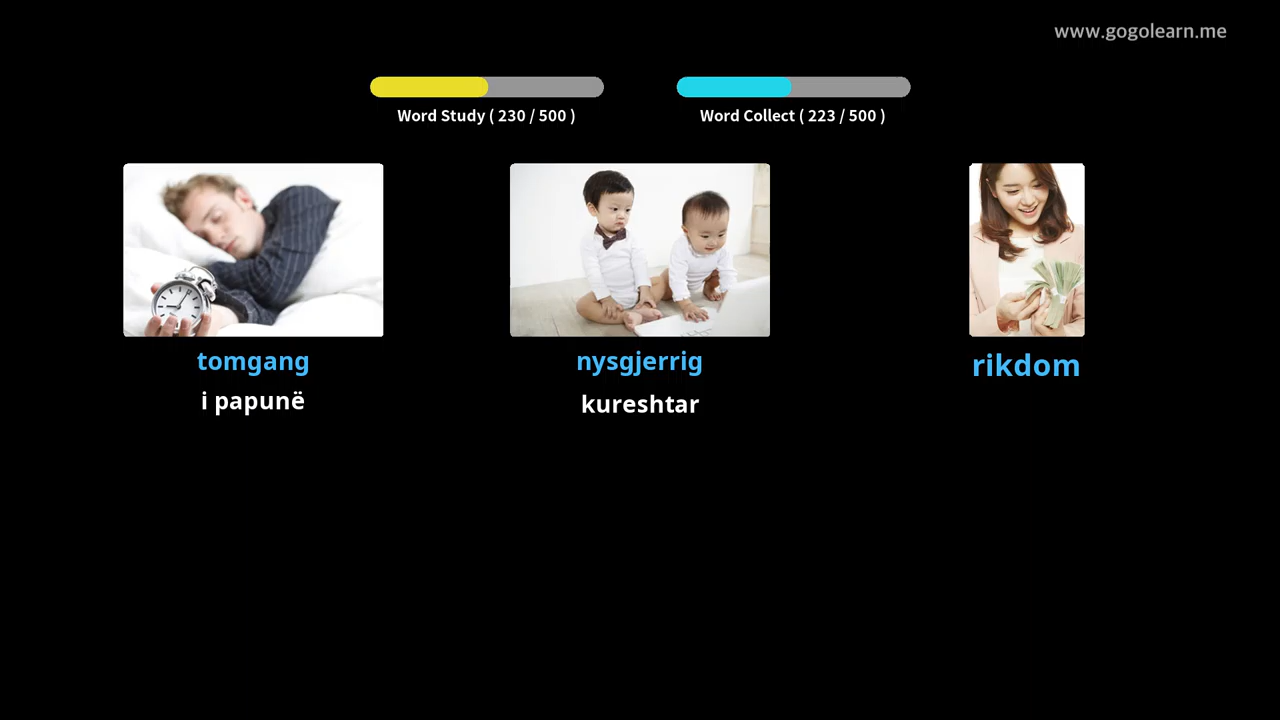 www.gogolearn.me
Word Study ( 230 / 500 )
Word Collect ( 223 / 500 )
tomgang
i papunë
nysgjerrig
kureshtar
rikdom